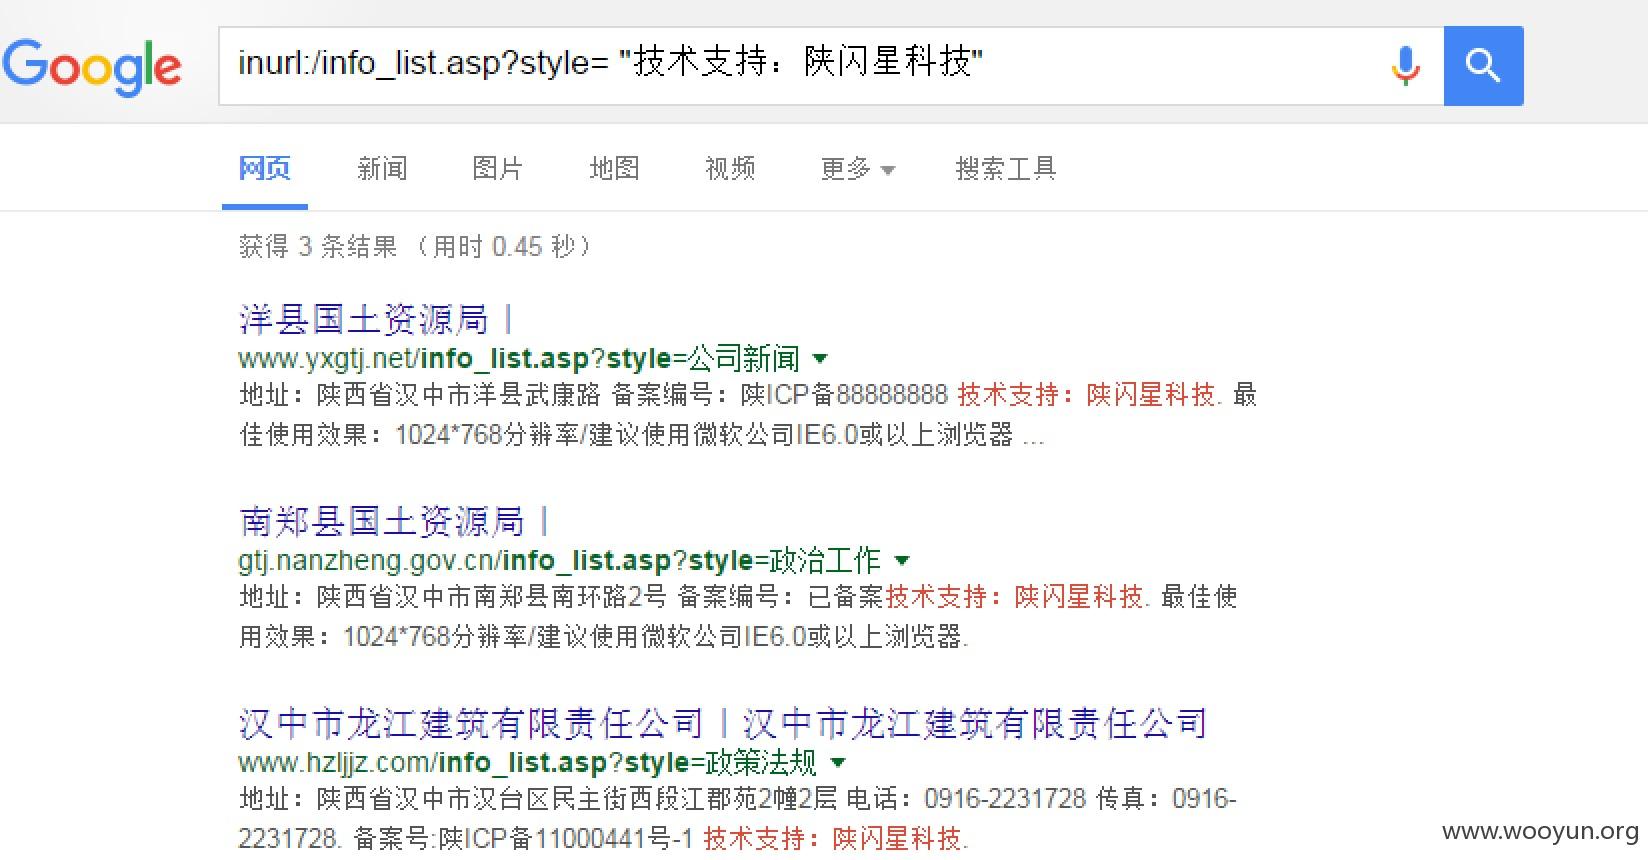 Google
inurl:/info_list.asp?style= "技术支持：陕闪星科技"
网页 新闻 图片 地图 视频 更多 搜索工具
获得 3 条结果 （用时 0.45 秒）
洋县国土资源局 |
www.yxgtj.net/info_list.asp?style=公司新闻
地址：陕西省汉中市洋县武康路 备案编号：陕ICP备88888888 技术支持：陕闪星科技. 最
佳使用效果：1024*768分辨率/建议使用微软公司IE6.0或以上浏览器 ...
南郑县国土资源局 |
gtj.nanzheng.gov.cn/info_list.asp?style=政治工作
地址：陕西省汉中市南郑县南环路2号 备案编号：已备案技术支持：陕闪星科技. 最佳使
用效果：1024*768分辨率/建议使用微软公司IE6.0或以上浏览器.
汉中市龙江建筑有限责任公司 | 汉中市龙江建筑有限责任公司
www.hzljjz.com/info_list.asp?style=政策法规
地址：陕西省汉中市汉台区民主街西段江郡苑2幢2层 电话：0916-2231728 传真：0916-
2231728. 备案号:陕ICP备11000441号-1 技术支持：陕闪星科技.
www.wooyun.org